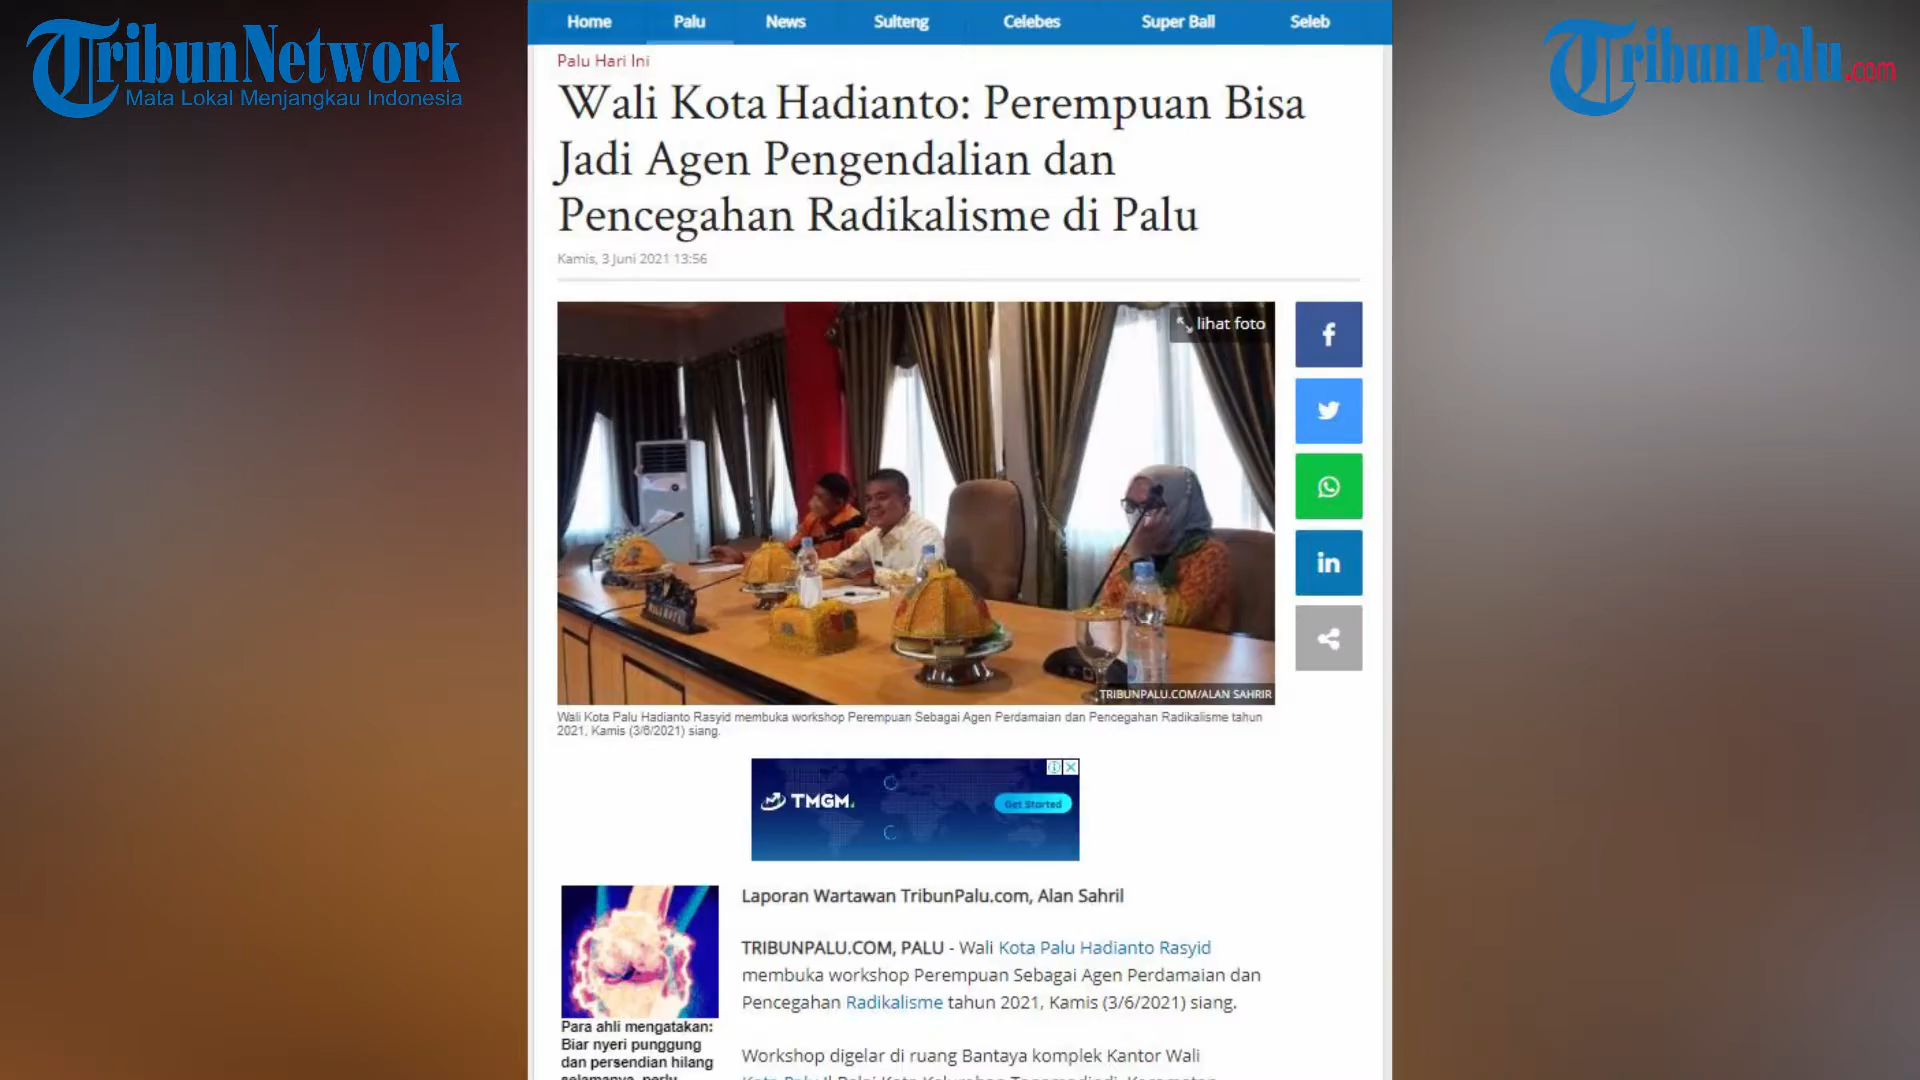 TribunNetwork
Mata Lokal Menjangkau Indonesia
Home Palu News Sulteng Celebes Super Ball Seleb
TribunPalu.com
Palu Hari Ini
Wali Kota Hadianto: Perempuan Bisa
Jadi Agen Pengendalian dan
Pencegahan Radikalisme di Palu
Kamis, 3 Juni 2021 13:56
lihat foto
f
in
WALI KOTA
TRIBUNPALU.COM/ALAN SAHRIR
Wali Kota Palu Hadianto Rasyid membuka workshop Perempuan Sebagai Agen Perdamaian dan Pencegahan Radikalisme tahun
2021, Kamis (3/6/2021) siang.
TMGM
Get Started
Laporan Wartawan TribunPalu.com, Alan Sahril
TRIBUNPALU.COM, PALU - Wali Kota Palu Hadianto Rasyid
membuka workshop Perempuan Sebagai Agen Perdamaian dan
Pencegahan Radikalisme tahun 2021, Kamis (3/6/2021) siang.
Para ahli mengatakan:
Biar nyeri punggung
dan persendian hilang
selamanya, perlu
Workshop digelar di ruang Bantaya komplek Kantor Wali